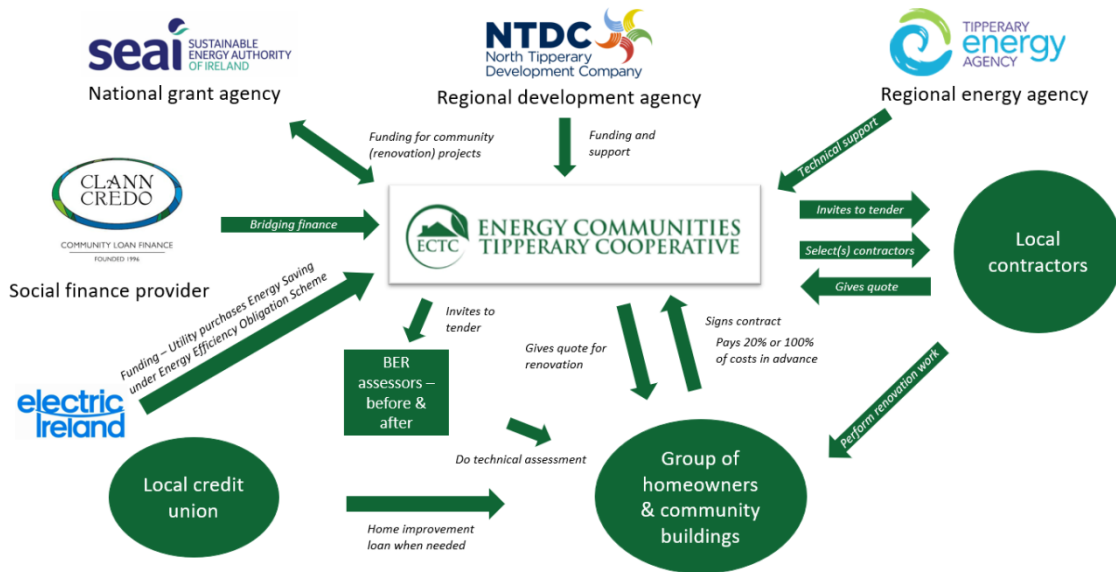 seai
SUSTAINABLE
ENERGY AUTHORITY
OF IRELAND
National grant agency
NTDC
North Tipperary
Development Company
Regional development agency
TIPPERARY
energy
AGENCY
Regional energy agency
Funding for community
(renovation) projects
Funding and
support
Technical support
CLANN
CREDO
COMMUNITY LOAN FINANCE
FOUNDED 1996
Social finance provider
Bridging finance
ECTC
ENERGY COMMUNITIES
TIPPERARY COOPERATIVE
Invites to tender
Select(s) contractors
Gives quote
Local
contractors
Funding – Utility purchases Energy Saving
under Energy Efficiency Obligation Scheme
electric
Ireland
Invites to
tender
BER
assessors –
before &
after
Gives quote for
renovation
Signs contract
Pays 20% or 100%
of costs in advance
Perform renovation work
Do technical assessment
Local credit
union
Home improvement
loan when needed
Group of
homeowners
& community
buildings